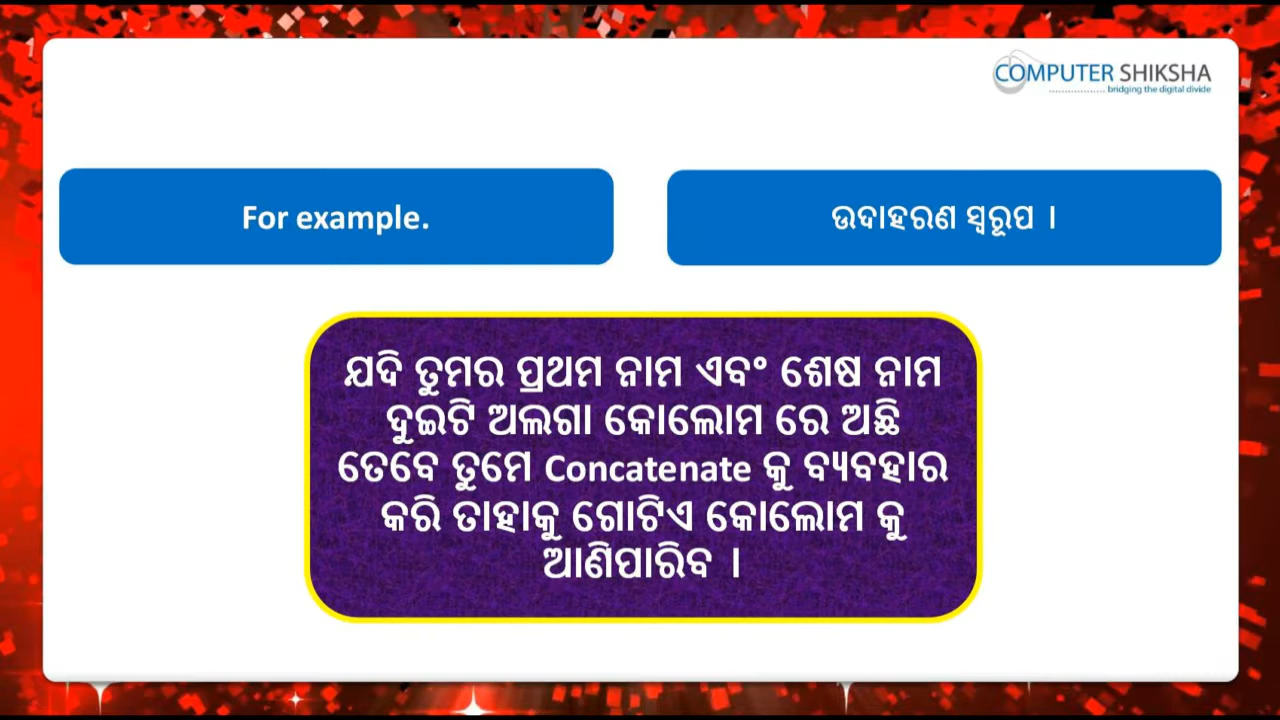 COMPUTER SHIKSHA
bridging the digital divide
For example.
ଉଦାହରଣ ସ୍ୱରୂପ ।
ଯଦି ତୁମର ପ୍ରଥମ ନାମ ଏବଂ ଶେଷ ନାମ
ଦୁଇଟି ଅଲଗା କୋଲୋମ ରେ ଅଛି
ତେବେ ତୁମେ Concatenate କୁ ବ୍ୟବହାର
କରି ତାହାକୁ ଗୋଟିଏ କୋଲୋମ କୁ
ଆଣିପାରିବ ।